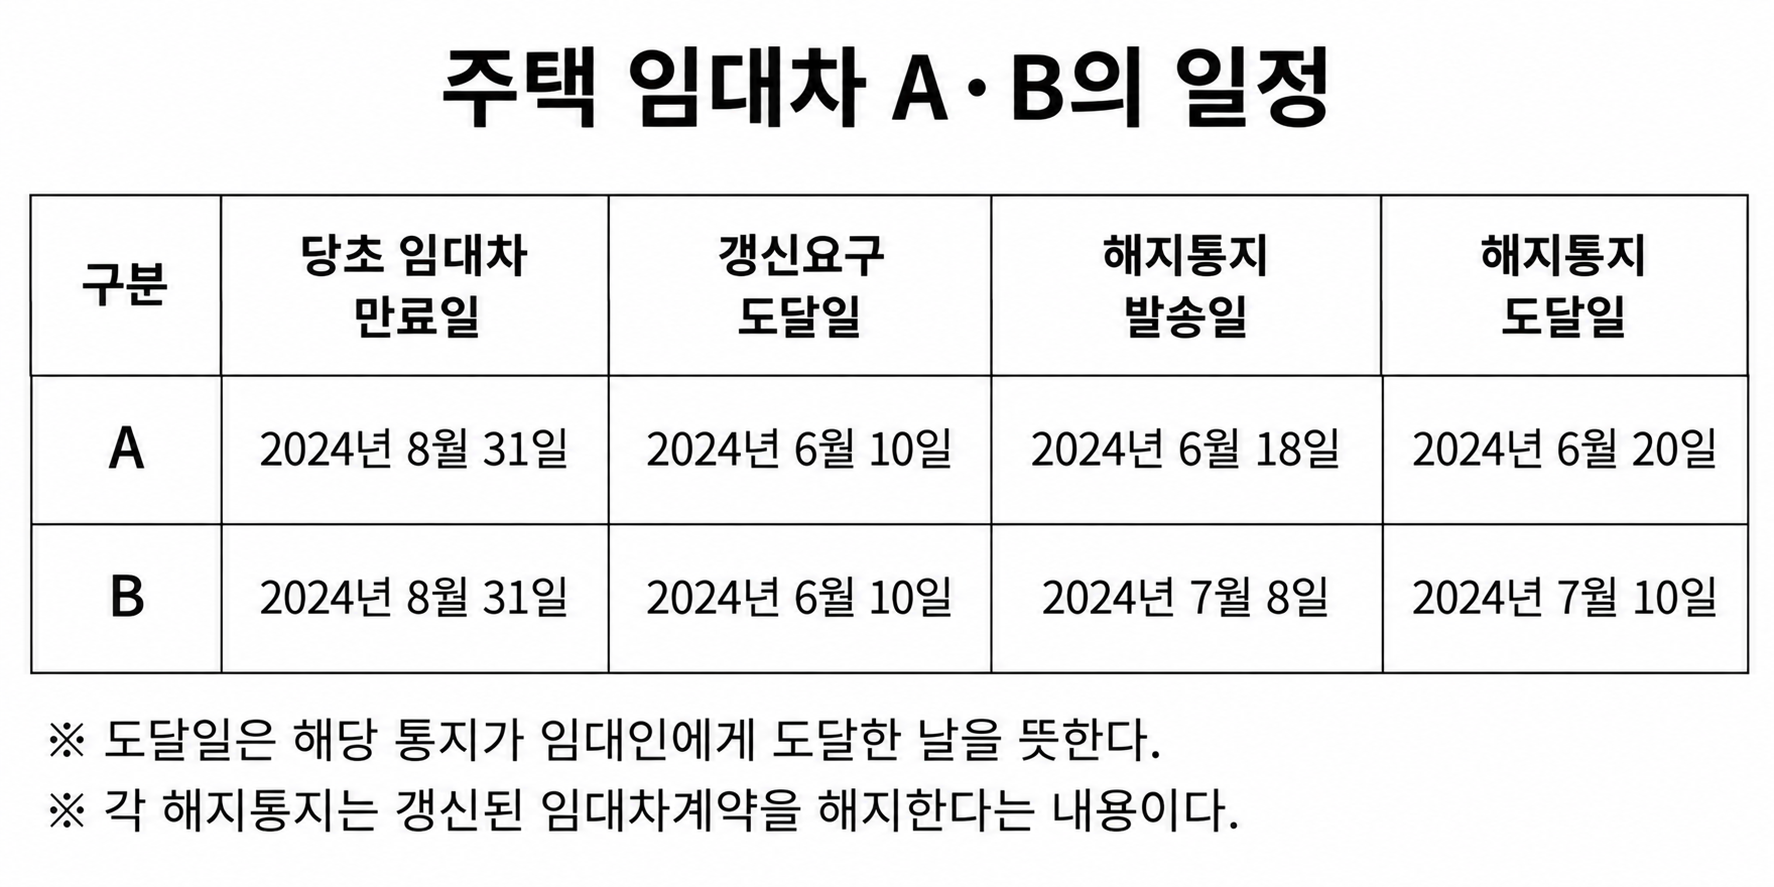 주택 임대차 A·B의 일정
구분 당초 임대차 만료일 갱신요구 도달일 해지통지 발송일 해지통지 도달일
A 2024년 8월 31일 2024년 6월 10일 2024년 6월 18일 2024년 6월 20일
B 2024년 8월 31일 2024년 6월 10일 2024년 7월 8일 2024년 7월 10일
※ 도달일은 해당 통지가 임대인에게 도달한 날을 뜻한다.
※ 각 해지통지는 갱신된 임대차계약을 해지한다는 내용이다.